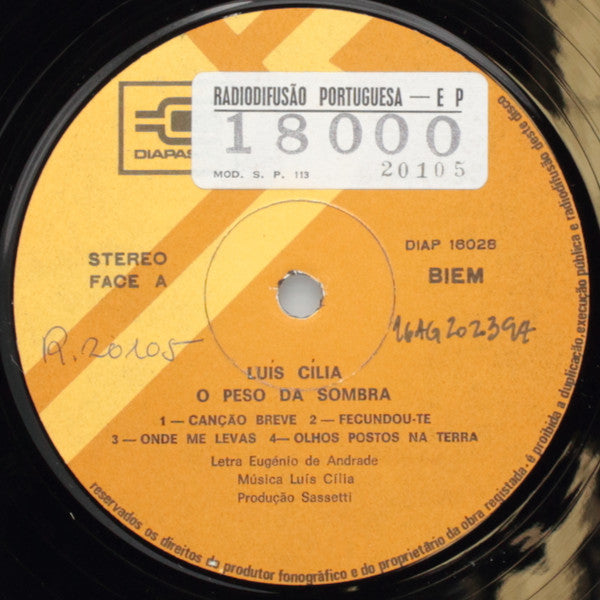 RADIODIFUSÃO PORTUGUESA — E P
18000
MOD. S. P. 113 20105
DIAPAS
STEREO
FACE A
DIAP 16028
BIEM
R. 20105
LUIS CÍLIA
O PESO DA SOMBRA
1 — CANÇÃO BREVE 2 — FECUNDOU-TE
3 — ONDE ME LEVAS 4 — OLHOS POSTOS NA TERRA
Letra Eugénio de Andrade
Música Luís Cília
Produção Sassetti
reservados os direitos do produtor fonográfico e do proprietário da obra registada. é proibida a duplicação, execução pública e radiodifusão deste disco